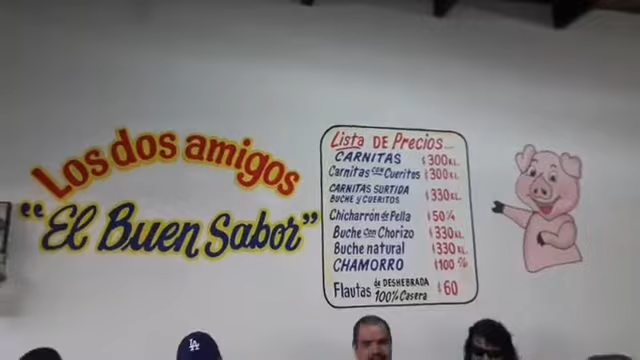 Los dos amigos
"El Buen Sabor"
Lista DE Precios...
CARNITAS $300 KL.
Carnitas con Cueritos $300 KL.
CARNITAS SURTIDA
BUCHE Y CUERITOS $330 KL.
Chicharrón de Pella $50 ¼
Buche con Chorizo $330 KL.
Buche natural $330 KL.
CHAMORRO $100 %
Flautas de DESHEBRADA
100% Casera $60
LA